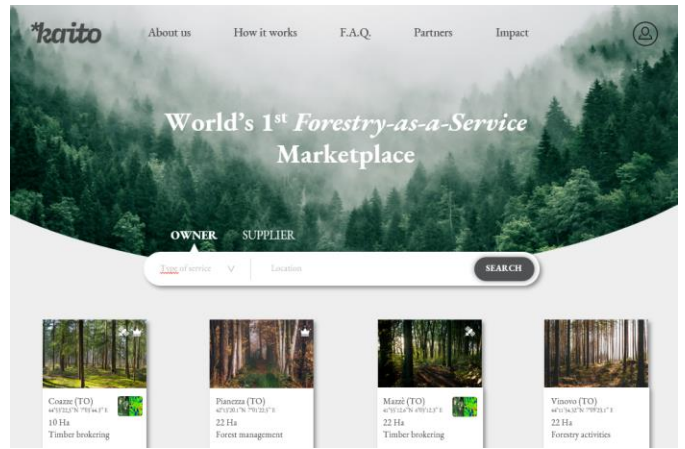 *karito
About us
How it works
F.A.Q.
Partners
Impact
World's 1st Forestry-as-a-Service
Marketplace
OWNER
SUPPLIER
Type of service
Location
SEARCH
Coazze (TO)
10 Ha
Timber brokering
Pianezza (TO)
22 Ha
Forest management
Mazzè (TO)
22 Ha
Timber brokering
Vinovo (TO)
22 Ha
Forestry activities